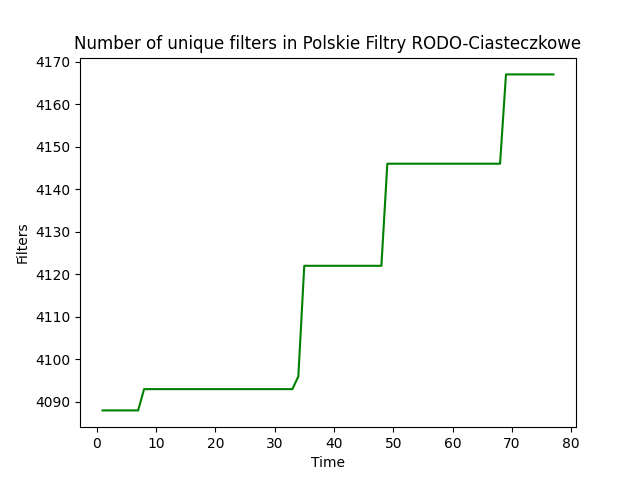 Number of unique filters in Polskie Filtry RODO-Ciasteczkowe
4170
4160
4150
4140
4130
4120
4110
4100
4090
Filters
0 10 20 30 40 50 60 70 80
Time